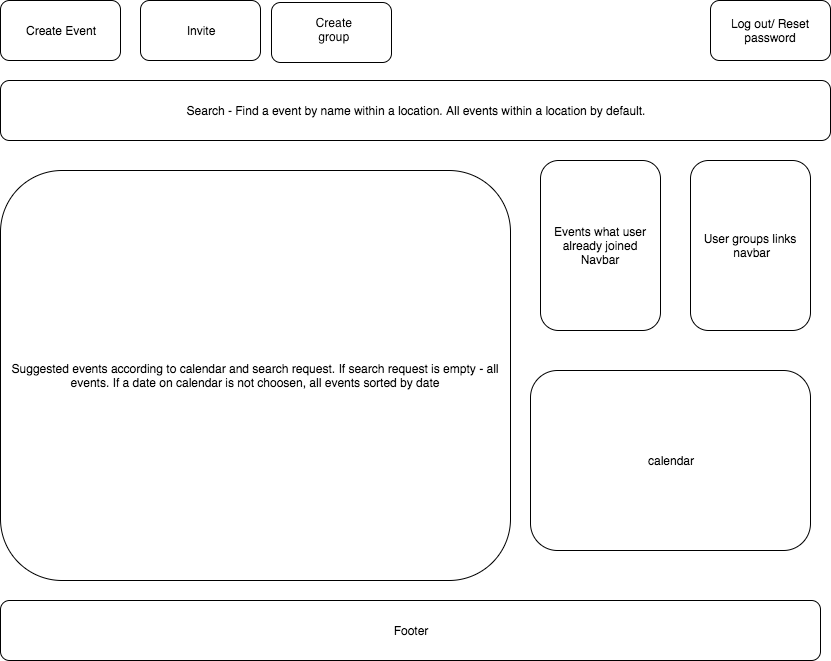 Create Event
Invite
Create
group
Log out/ Reset
password
Search - Find a event by name within a location. All events within a location by default.
Events what user
already joined
Navbar
User groups links
navbar
Suggested events according to calendar and search request. If search request is empty - all
events. If a date on calendar is not choosen, all events sorted by date
calendar
Footer